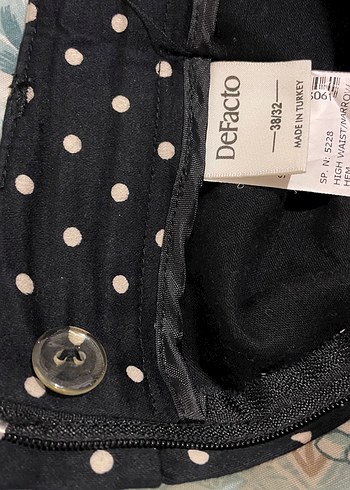 DeFacto
38/32
MADE IN TURKEY
SP. N: 5228
HIGH WAIST/NARROW
HEM